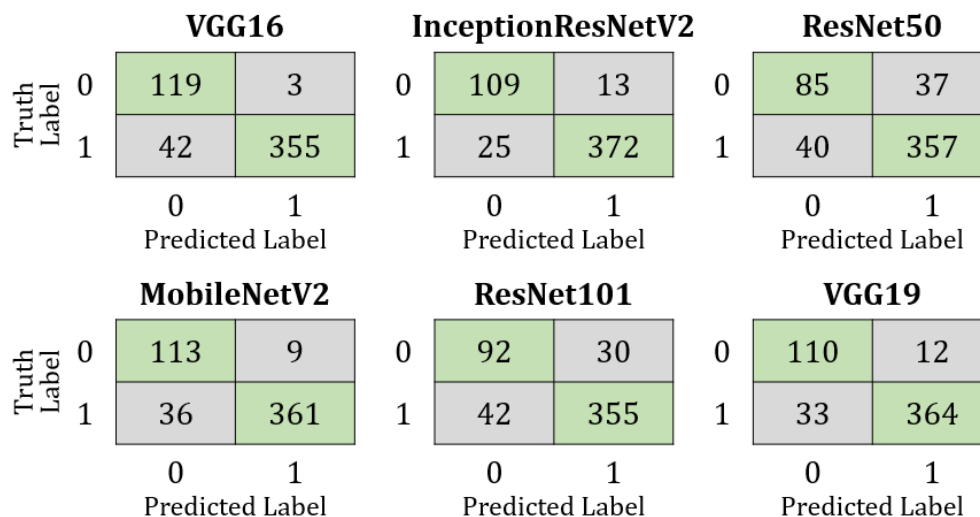 VGG16 InceptionResNetV2 ResNet50
Truth Label
0 119 3 0 109 13 0 85 37
1 42 355 1 25 372 1 40 357
0 1 0 1 0 1
Predicted Label Predicted Label Predicted Label
MobileNetV2 ResNet101 VGG19
Truth Label
0 113 9 0 92 30 0 110 12
1 36 361 1 42 355 1 33 364
0 1 0 1 0 1
Predicted Label Predicted Label Predicted Label